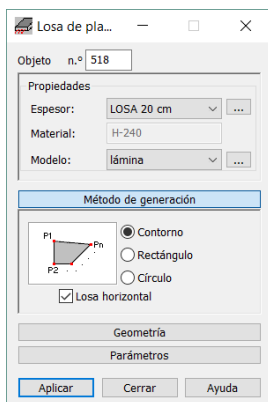 Losa de pla...
Objeto n.º 518
Propiedades
Espesor: LOSA 20 cm ...
Material: H-240
Modelo: lámina ...
Método de generación
P1
Pn
P2
Contorno
Rectángulo
Círculo
Losa horizontal
Geometría
Parámetros
Aplicar Cerrar Ayuda